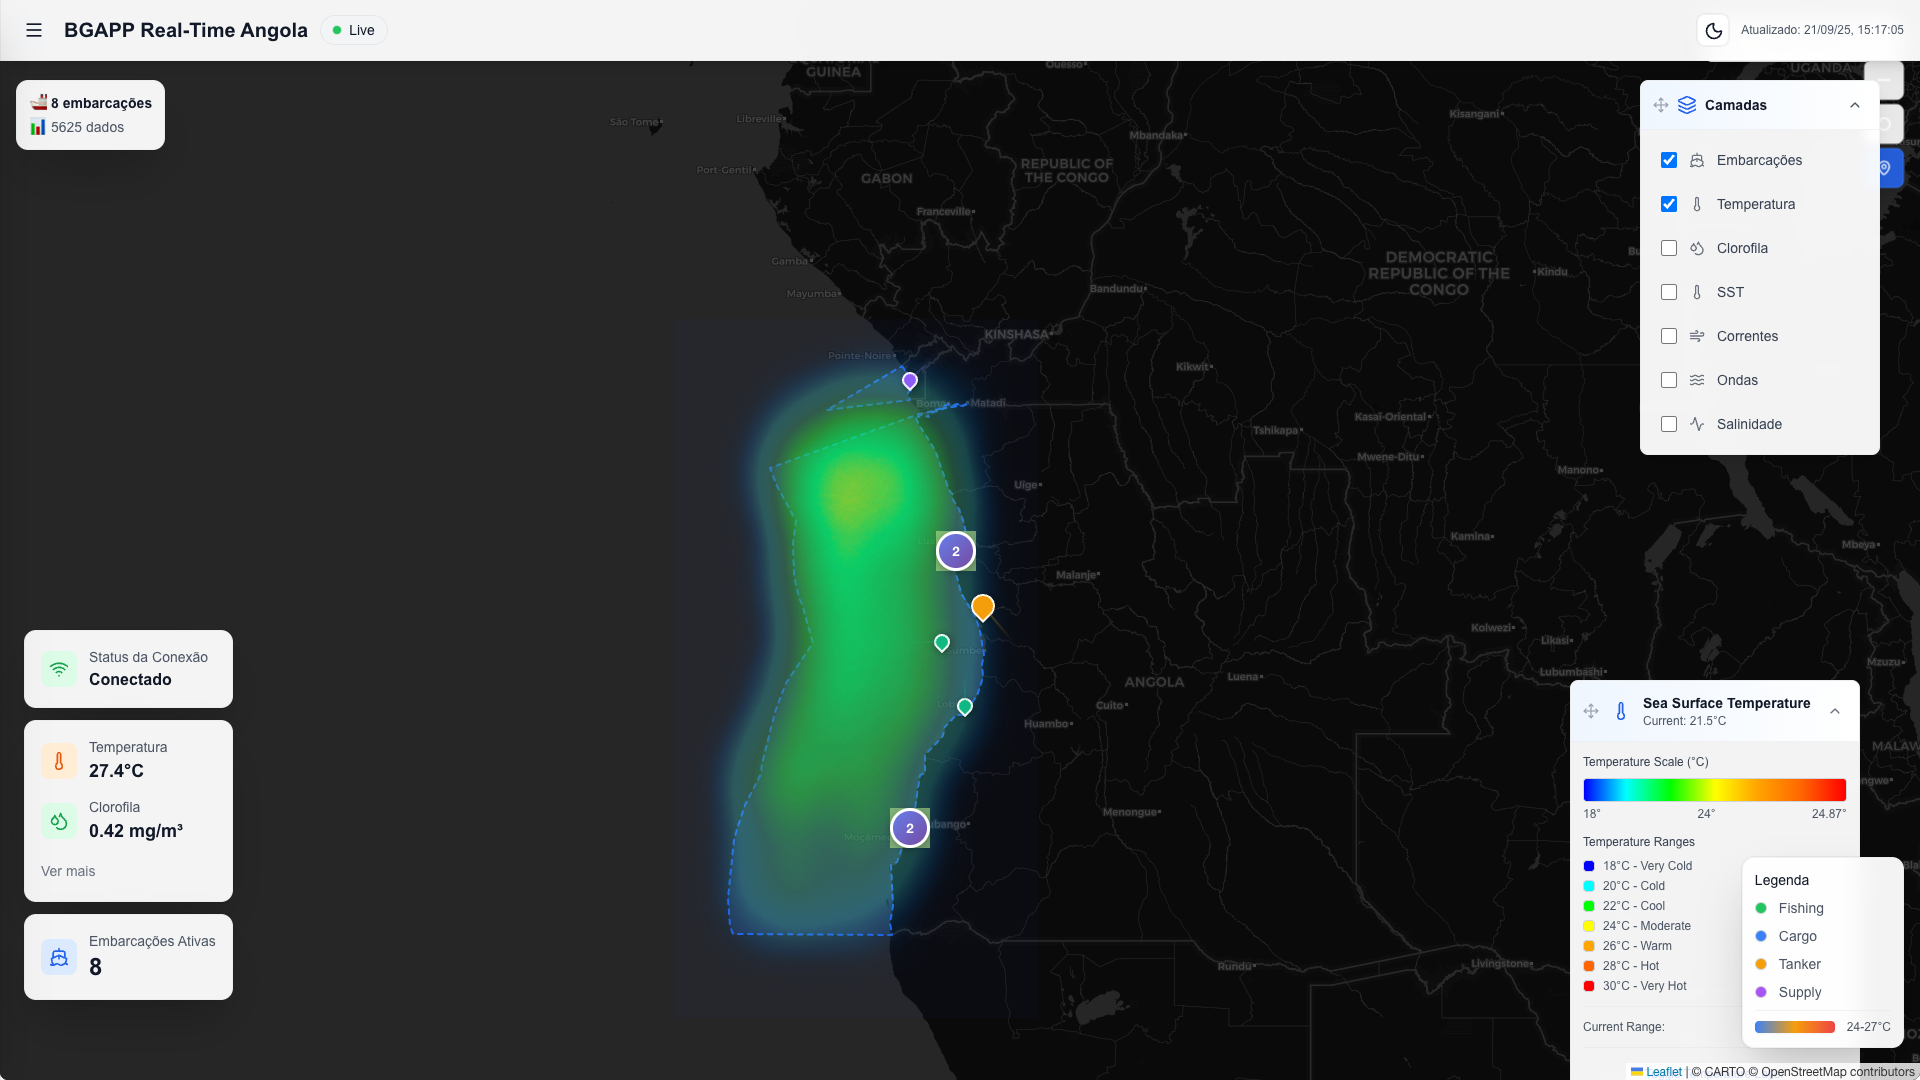 BGAPP Real-Time Angola
Live
Atualizado: 21/09/25, 15:17:05
8 embarcações
5625 dados
Camadas
Embarcações
Temperatura
Clorofila
SST
Correntes
Ondas
Salinidade
GUINEA
Ouesso
UGANDA
São Tomé
Libreville
Kisangani
Mbandaka
Port-Gentil
GABON
REPUBLIC OF
THE CONGO
Franceville
Gamba
Mayumba
Bandundu
DEMOCRATIC
REPUBLIC OF THE
CONGO
Kindu
KINSHASA
Pointe-Noire
Kikwit
Boma
Matadi
Kasaï-Oriental
Tshikapa
Mwene-Ditu
Manono
Uíge
Kamina
Mbeya
Malanje
Kolwezi
Likasi
Lubumbashi
Mzuzu
ANGOLA
Luena
Cuito
Huambo
Menongue
Rundu
Livingstone
Status da Conexão
Conectado
Temperatura
27.4°C
Clorofila
0.42 mg/m³
Ver mais
Embarcações Ativas
8
2
2
Sea Surface Temperature
Current: 21.5°C
Temperature Scale (°C)
18° 24° 24.87°
Temperature Ranges
18°C - Very Cold
20°C - Cold
22°C - Cool
24°C - Moderate
26°C - Warm
28°C - Hot
30°C - Very Hot
Current Range:
Legenda
Fishing
Cargo
Tanker
Supply
24-27°C
Leaflet | © CARTO © OpenStreetMap contributors